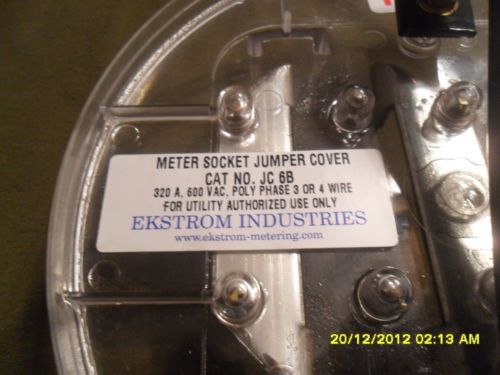 METER SOCKET JUMPER COVER
CAT NO. JC 6B
320 A, 600 VAC, POLY PHASE 3 OR 4 WIRE
FOR UTILITY AUTHORIZED USE ONLY
EKSTROM INDUSTRIES
www.ekstrom-metering.com
20/12/2012 02:13 AM